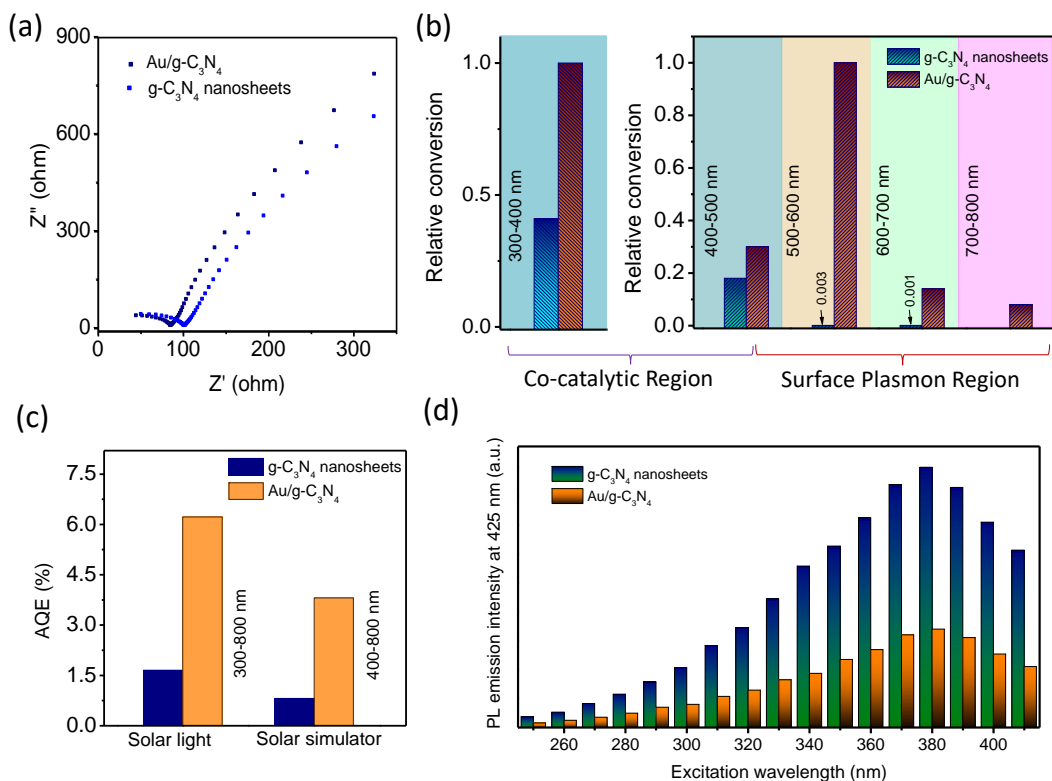 (a)
900
600
300
0
Z" (ohm)
Au/g-C₃N₄
g-C₃N₄ nanosheets
0 100 200 300
Z' (ohm)
(b)
1.0
0.5
0.0
Relative conversion
300-400 nm
1.0
0.8
0.6
0.4
0.2
0.0
Relative conversion
g-C₃N₄ nanosheets
Au/g-C₃N₄
400-500 nm
500-600 nm
600-700 nm
700-800 nm
0.003
0.001
Co-catalytic Region
Surface Plasmon Region
(c)
7.5
6.0
4.5
3.0
1.5
0.0
AQE (%)
g-C₃N₄ nanosheets
Au/g-C₃N₄
300-800 nm
400-800 nm
Solar light Solar simulator
(d)
PL emission intensity at 425 nm (a.u.)
g-C₃N₄ nanosheets
Au/g-C₃N₄
260 280 300 320 340 360 380 400
Excitation wavelength (nm)